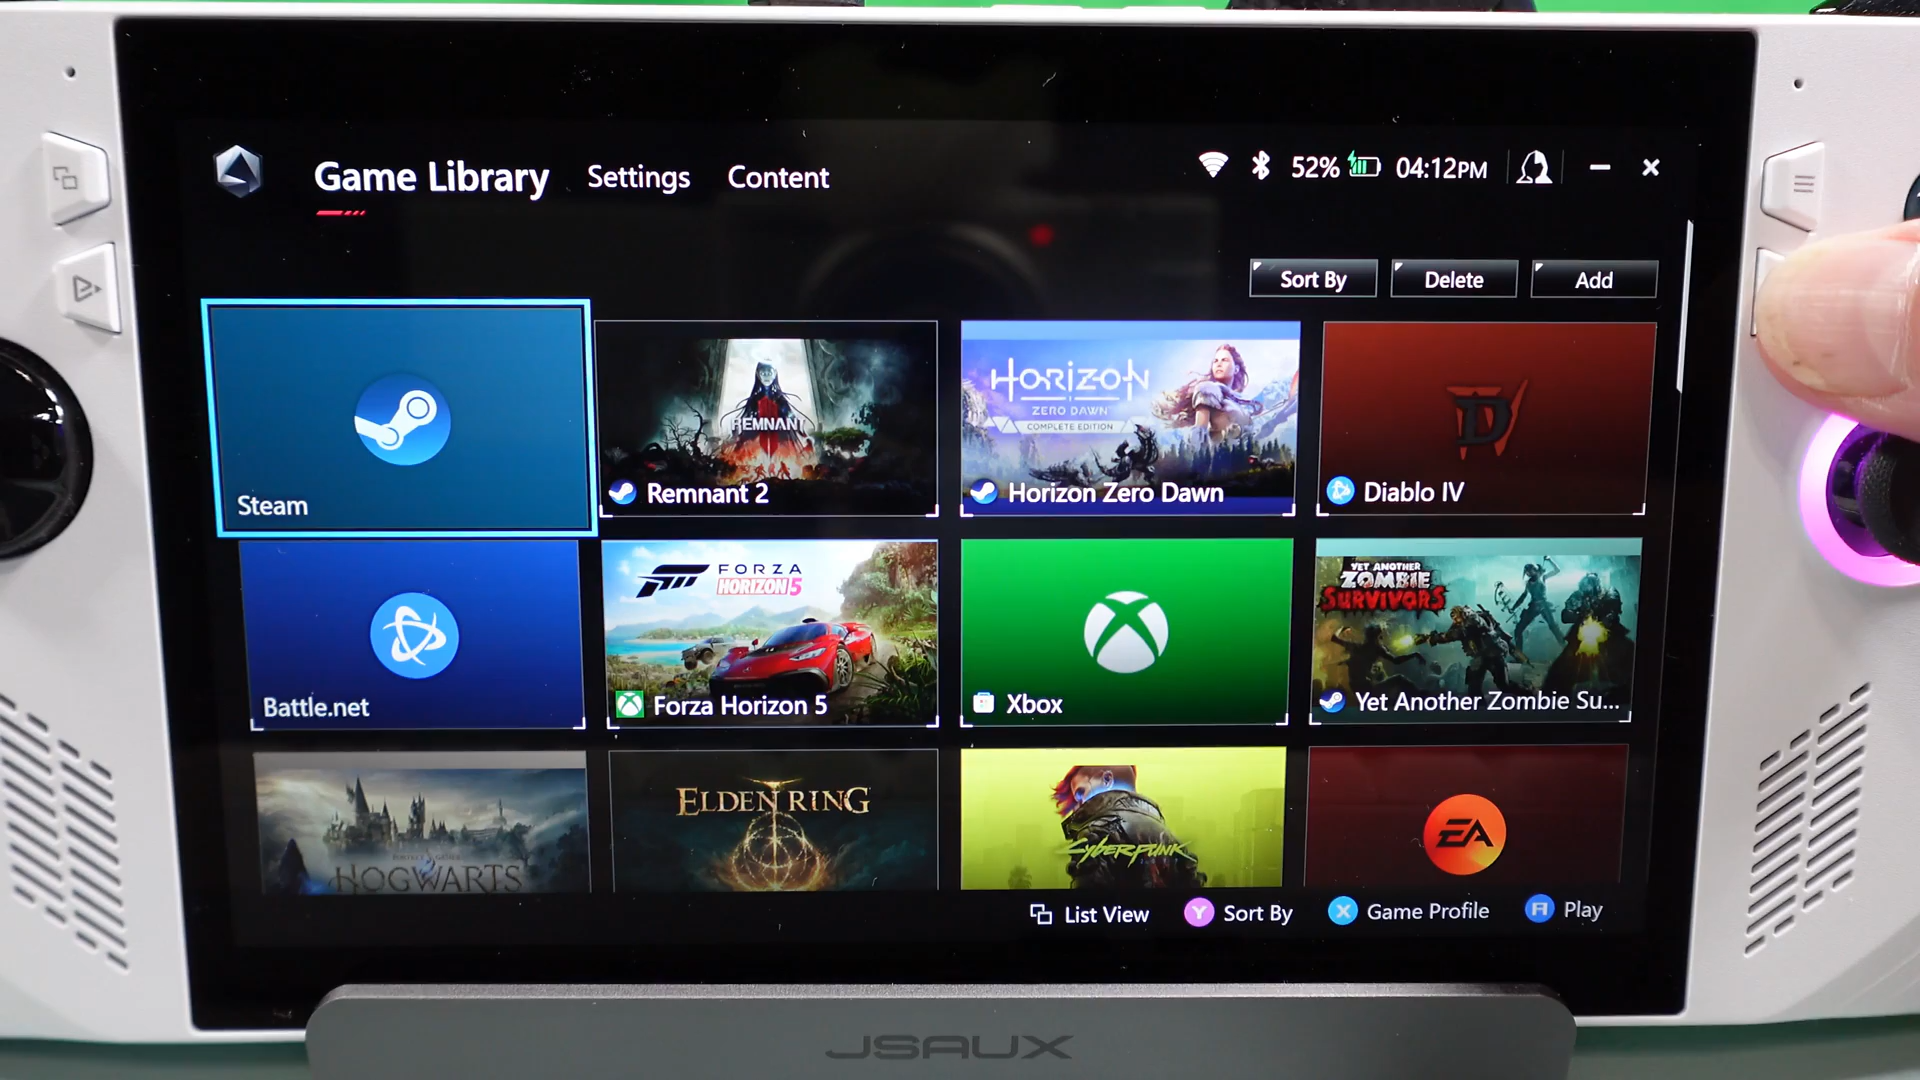 Game Library Settings Content 52% 04:12PM
Sort By Delete Add
Steam
REMNANT
Remnant 2
HORIZON
ZERO DAWN
COMPLETE EDITION
Horizon Zero Dawn
D
Diablo IV
Battle.net
FORZA
HORIZON 5
Forza Horizon 5
Xbox
YET ANOTHER
ZOMBIE
SURVIVORS
Yet Another Zombie Su...
HOGWARTS
ELDEN RING
CYBERPUNK
EA
List View Y Sort By X Game Profile A Play
JSAUX